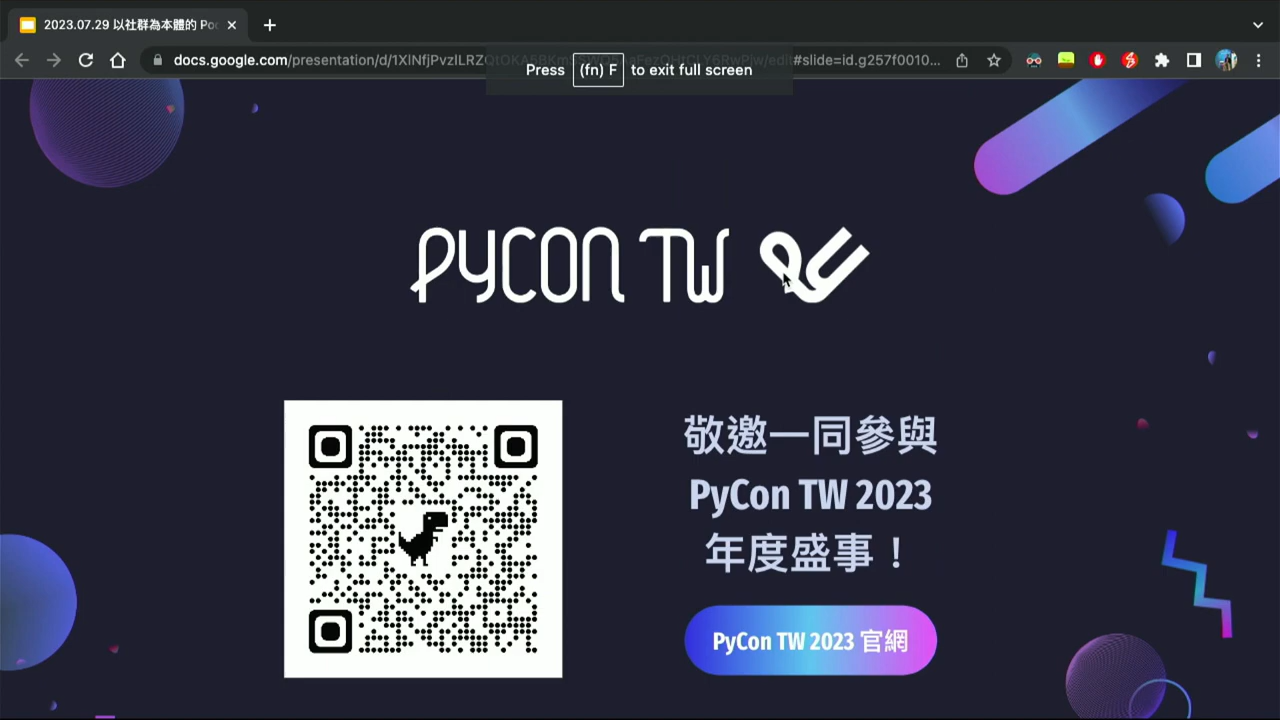 2023.07.29 以社群為本體的
docs.google.com/presentation/d/
#slide=id.g257f0010...
Press (fn) F to exit full screen
PYCON TW
敬邀一同參與
PyCon TW 2023
年度盛事！
PyCon TW 2023 官網